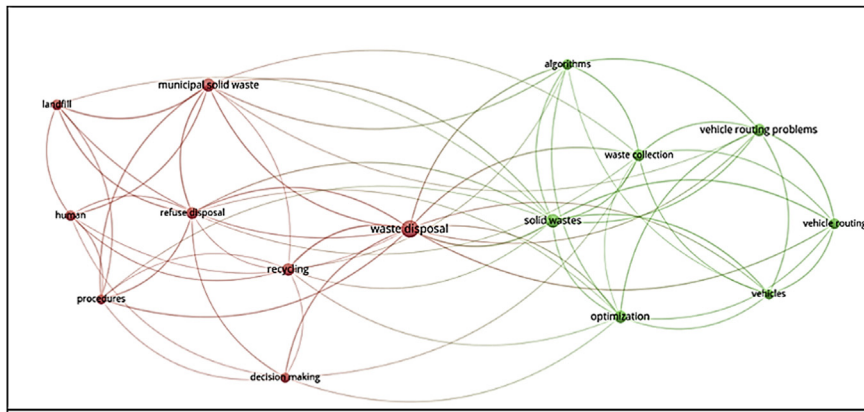 algorithms
municipal solid waste
landfill
vehicle routing problems
waste collection
human
refuse disposal
waste disposal
solid wastes
vehicle routing
recycling
procedures
vehicles
optimization
decision making